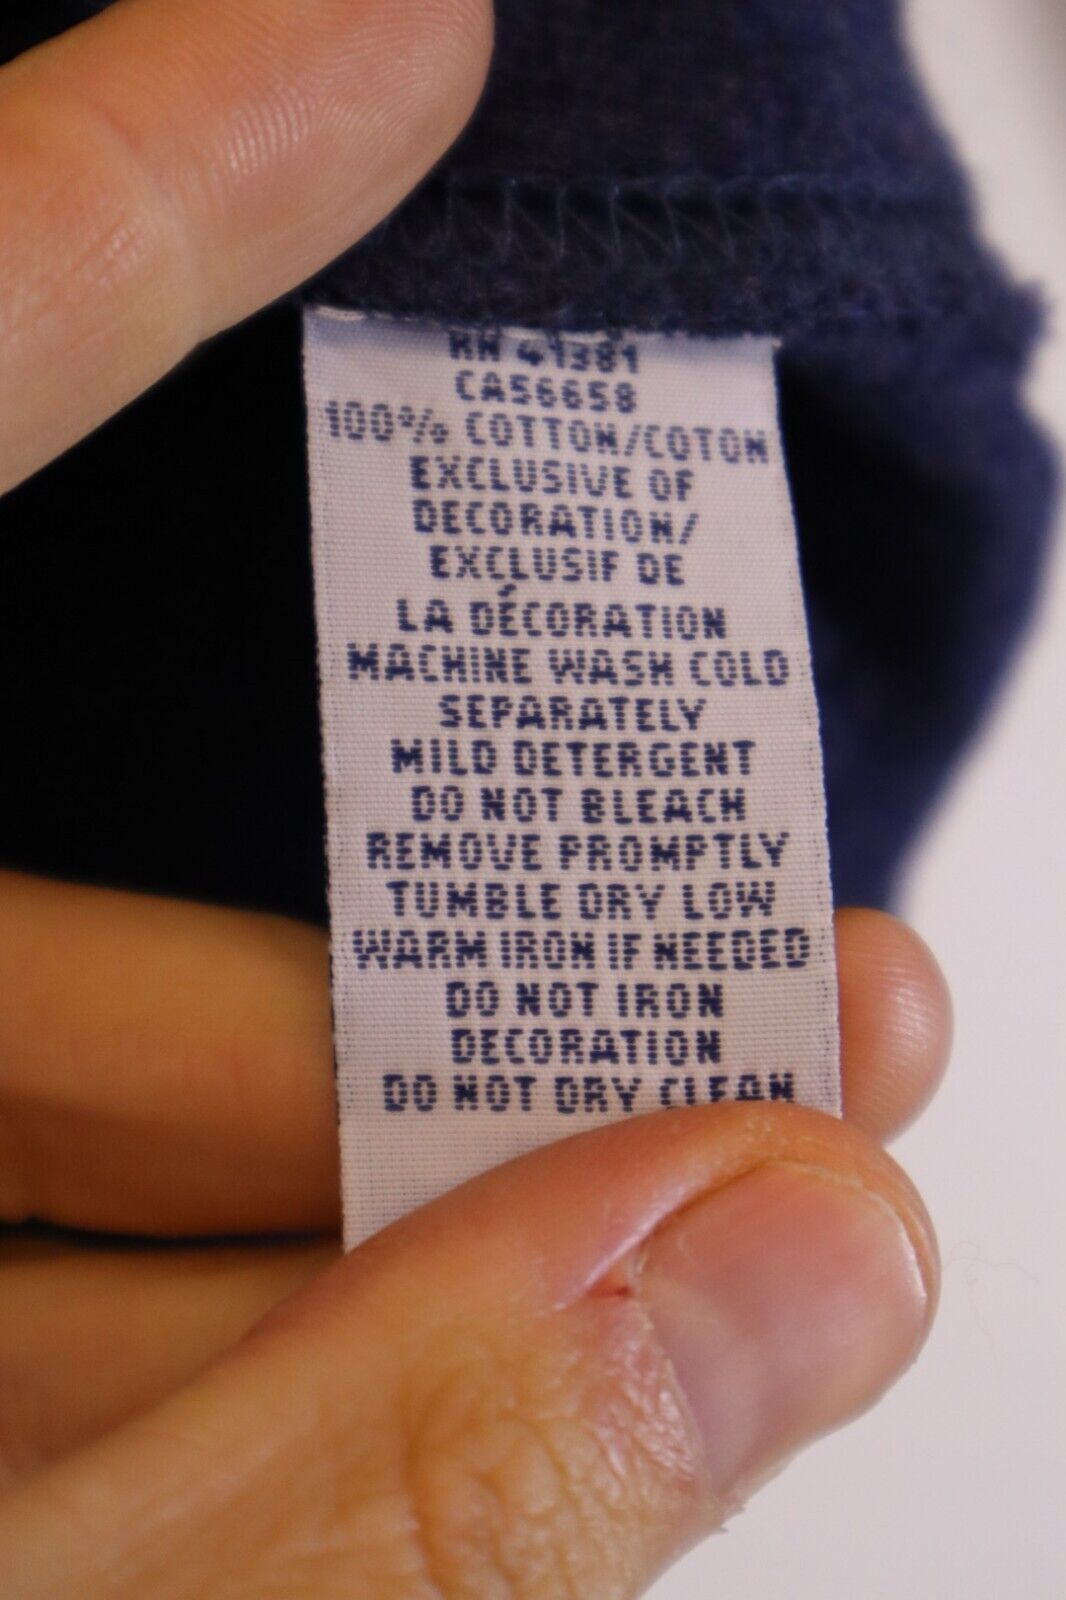 RN 41381
CA56658
100% COTTON/COTON
EXCLUSIVE OF
DECORATION/
EXCLUSIF DE
LA DÉCORATION
MACHINE WASH COLD
SEPARATELY
MILD DETERGENT
DO NOT BLEACH
REMOVE PROMPTLY
TUMBLE DRY LOW
WARM IRON IF NEEDED
DO NOT IRON
DECORATION
DO NOT DRY CLEAN